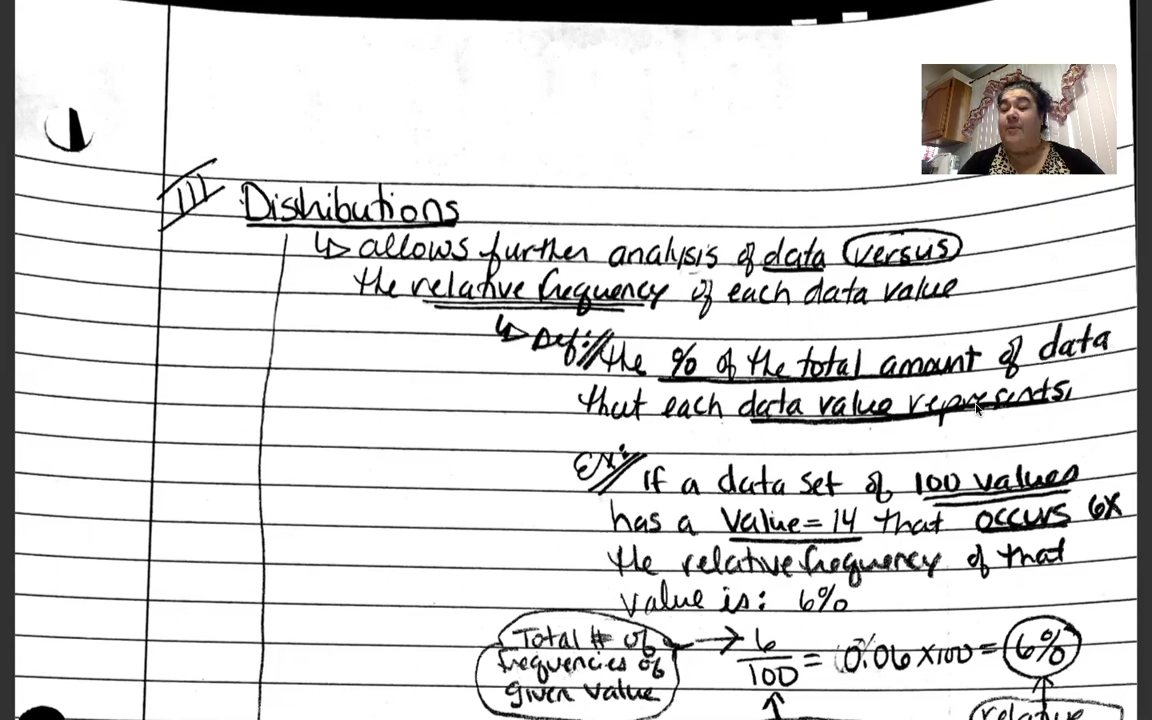 III Distributions
↳ allows further analysis of data versus
the relative frequency of each data value
↳ Def:// the % of the total amount of data
that each data value represents.
Ex:// If a data set of 100 values
has a value = 14 that occurs 6x
the relative frequency of that
value is: 6%
Total # of → 6/100 = 0.06 x 100 = 6%
frequencies of
given value
relative